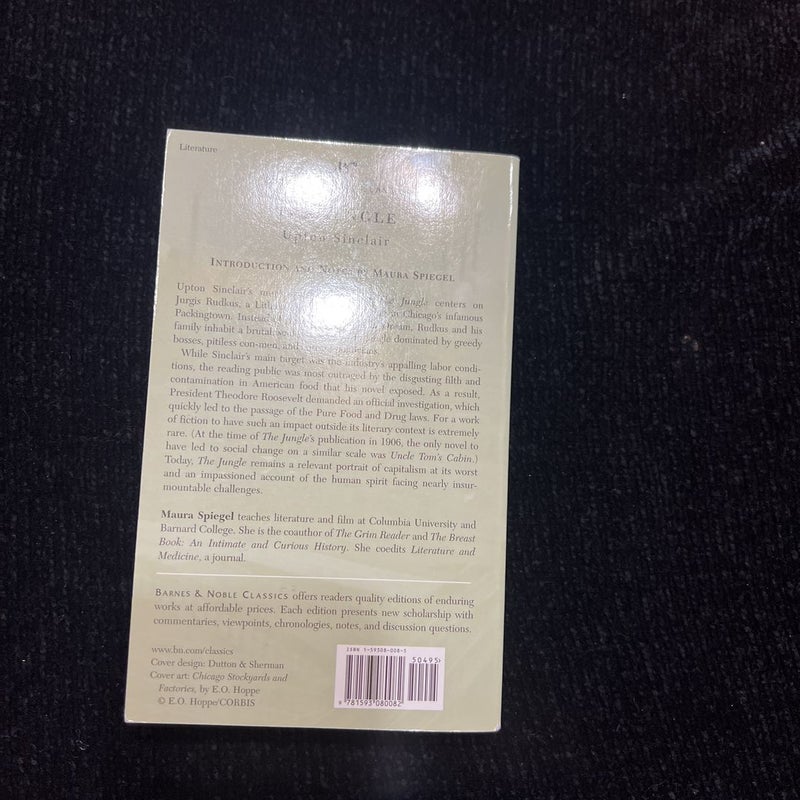 Literature
GLE
Upton Sinclair
INTRODUCTION AND NOTES BY MAURA SPIEGEL
Upton Sinclair's
Jurgis Rudkus, a Jungle centers on
Packingtown. Instead Chicago's infamous
family inhabit a brutal, Rudkus and his
bosses, pitiless con-men, and dominated by greedy
While Sinclair's main target was the industry's appalling labor condi-
tions, the reading public was most outraged by the disgusting filth and
contamination in American food that his novel exposed. As a result,
President Theodore Roosevelt demanded an official investigation, which
quickly led to the passage of the Pure Food and Drug laws. For a work
of fiction to have such an impact outside its literary context is extremely
rare. (At the time of The Jungle's publication in 1906, the only novel to
have led to social change on a similar scale was Uncle Tom's Cabin.)
Today, The Jungle remains a relevant portrait of capitalism at its worst
and an impassioned account of the human spirit facing nearly insur-
mountable challenges.
Maura Spiegel teaches literature and film at Columbia University and
Barnard College. She is the coauthor of The Grim Reader and The Breast
Book: An Intimate and Curious History. She coedits Literature and
Medicine, a journal.
BARNES & NOBLE CLASSICS offers readers quality editions of enduring
works at affordable prices. Each edition presents new scholarship with
commentaries, viewpoints, chronologies, notes, and discussion questions.
www.bn.com/classics
Cover design: Dutton & Sherman
Cover art: Chicago Stockyards and
Factories, by E.O. Hoppe
© E.O. Hoppe/CORBIS
ISBN 1-59308-008-
50495
9 781593 080082